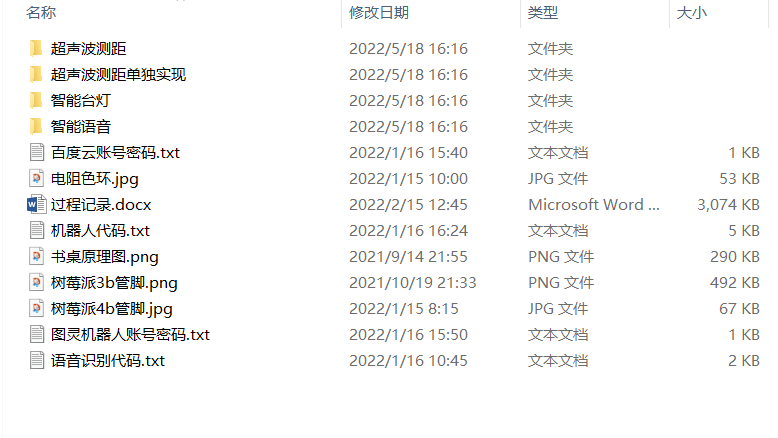 名称 修改日期 类型 大小
超声波测距 2022/5/18 16:16 文件夹
超声波测距单独实现 2022/5/18 16:16 文件夹
智能台灯 2022/5/18 16:16 文件夹
智能语音 2022/5/18 16:16 文件夹
百度云账号密码.txt 2022/1/16 15:40 文本文档 1 KB
电阻色环.jpg 2022/1/15 10:00 JPG 文件 53 KB
过程记录.docx 2022/2/15 12:45 Microsoft Word ... 3,074 KB
机器人代码.txt 2022/1/16 16:24 文本文档 5 KB
书桌原理图.png 2021/9/14 21:55 PNG 文件 290 KB
树莓派3b管脚.png 2021/10/19 21:33 PNG 文件 492 KB
树莓派4b管脚.jpg 2022/1/15 8:15 JPG 文件 67 KB
图灵机器人账号密码.txt 2022/1/16 15:50 文本文档 1 KB
语音识别代码.txt 2022/1/16 10:45 文本文档 2 KB